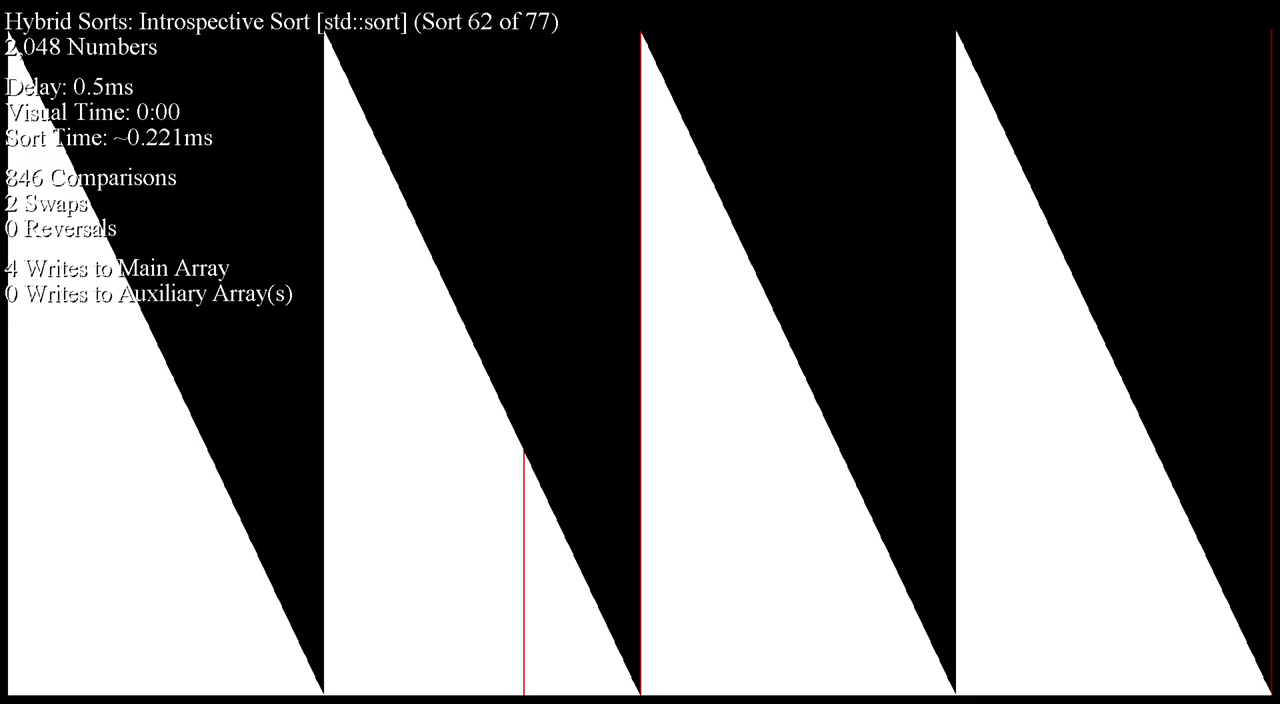 Hybrid Sorts: Introspective Sort [std::sort] (Sort 62 of 77)
2,048 Numbers
Delay: 0.5ms
Visual Time: 0:00
Sort Time: ~0.221ms
846 Comparisons
2 Swaps
0 Reversals
4 Writes to Main Array
0 Writes to Auxiliary Array(s)